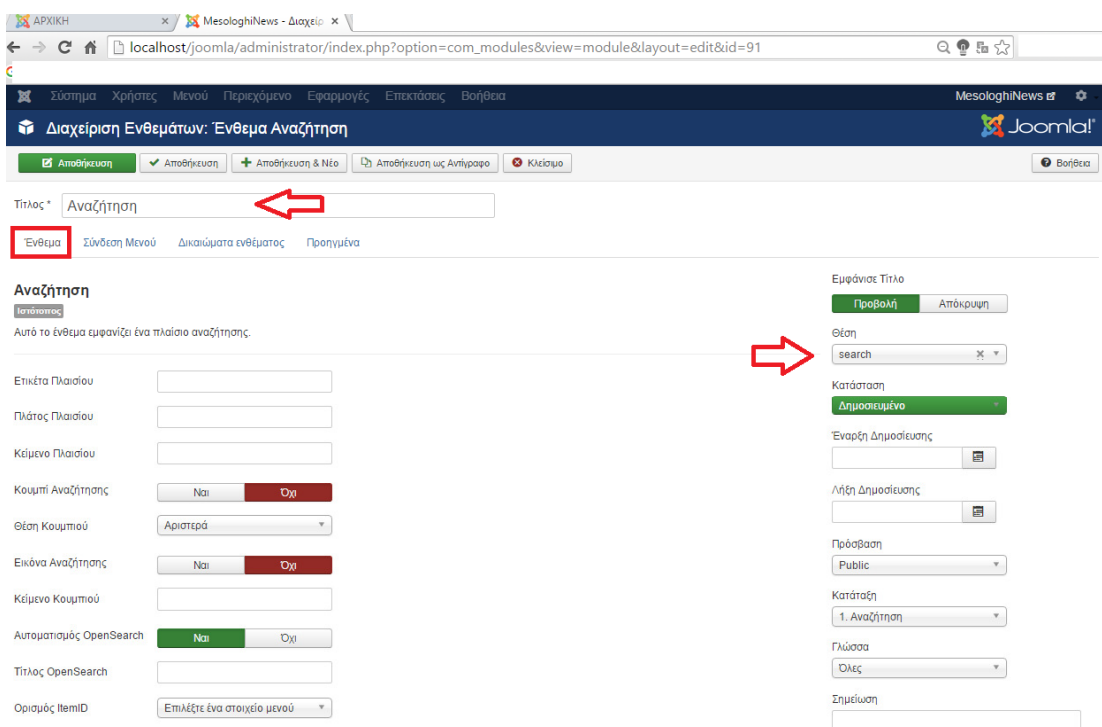 ΑΡΧΙΚΗ
MesologhiNews - Διαχείρ
localhost/joomla/administrator/index.php?option=com_modules&view=module&layout=edit&id=91
Σύστημα Χρήστες Μενού Περιεχόμενο Εφαρμογές Επεκτάσεις Βοήθεια MesologhiNews
Διαχείριση Ενθεμάτων: Ένθεμα Αναζήτηση Joomla!
Αποθήκευση Αποθήκευση Αποθήκευση & Νέο Αποθήκευση ως Αντίγραφο Κλείσιμο Βοήθεια
Τίτλος * Αναζήτηση
Ένθεμα Σύνδεση Μενού Δικαιώματα ενθέματος Προηγμένα
Αναζήτηση
Ιστότοπος
Αυτό το ένθεμα εμφανίζει ένα πλαίσιο αναζήτησης.
Ετικέτα Πλαισίου
Πλάτος Πλαισίου
Κείμενο Πλαισίου
Κουμπί Αναζήτησης Ναι Όχι
Θέση Κουμπιού Αριστερά
Εικόνα Αναζήτησης Ναι Όχι
Κείμενο Κουμπιού
Αυτοματισμός OpenSearch Ναι Όχι
Τίτλος OpenSearch
Ορισμός ItemID Επιλέξτε ένα στοιχείο μενού
Εμφάνισε Τίτλο
Προβολή Απόκρυψη
Θέση
search
Κατάσταση
Δημοσιευμένο
Έναρξη Δημοσίευσης
Λήξη Δημοσίευσης
Πρόσβαση
Public
Κατάταξη
1. Αναζήτηση
Γλώσσα
Όλες
Σημείωση